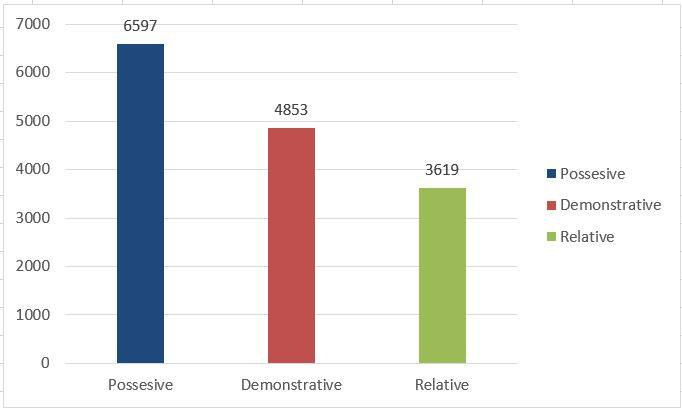 7000
6597
6000
5000
4853
4000
3619
3000
2000
1000
0
Possesive
Demonstrative
Relative
Possesive
Demonstrative
Relative